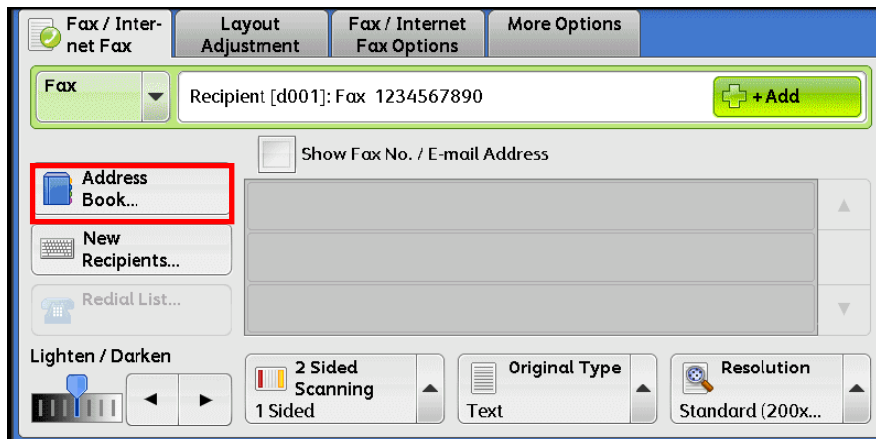 Fax / Inter-
net Fax
Layout
Adjustment
Fax / Internet
Fax Options
More Options
Fax
Recipient [d001]: Fax 1234567890
+ Add
Show Fax No. / E-mail Address
Address
Book...
New
Recipients...
Redial List...
Lighten / Darken
2 Sided
Scanning
1 Sided
Original Type
Text
Resolution
Standard (200x...